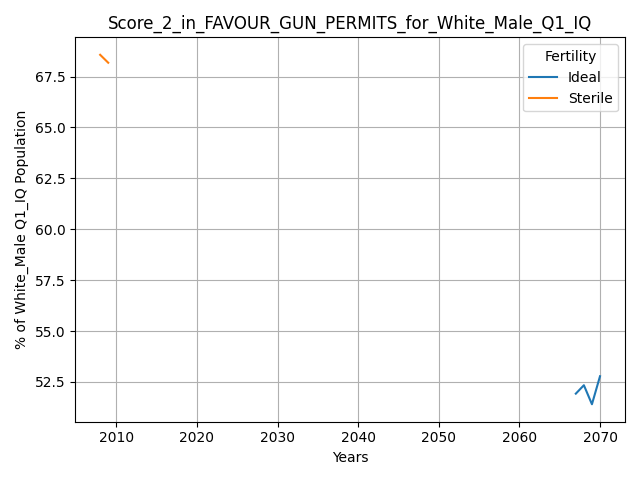 Score_2_in_FAVOUR_GUN_PERMITS_for_White_Male_Q1_IQ
Fertility
Ideal
Sterile
% of White_Male Q1_IQ Population
67.5
65.0
62.5
60.0
57.5
55.0
52.5
2010 2020 2030 2040 2050 2060 2070
Years